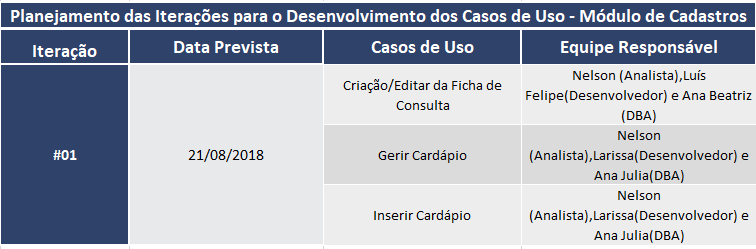 Planejamento das Iterações para o Desenvolvimento dos Casos de Uso - Módulo de Cadastros
Iteração
Data Prevista
Casos de Uso
Equipe Responsável
#01
21/08/2018
Criação/Editar da Ficha de
Consulta
Nelson (Analista),Luís
Felipe(Desenvolvedor) e Ana Beatriz
(DBA)
Gerir Cardápio
Nelson
(Analista),Larissa(Desenvolvedor) e
Ana Julia(DBA)
Inserir Cardápio
Nelson
(Analista),Larissa(Desenvolvedor) e
Ana Julia(DBA)